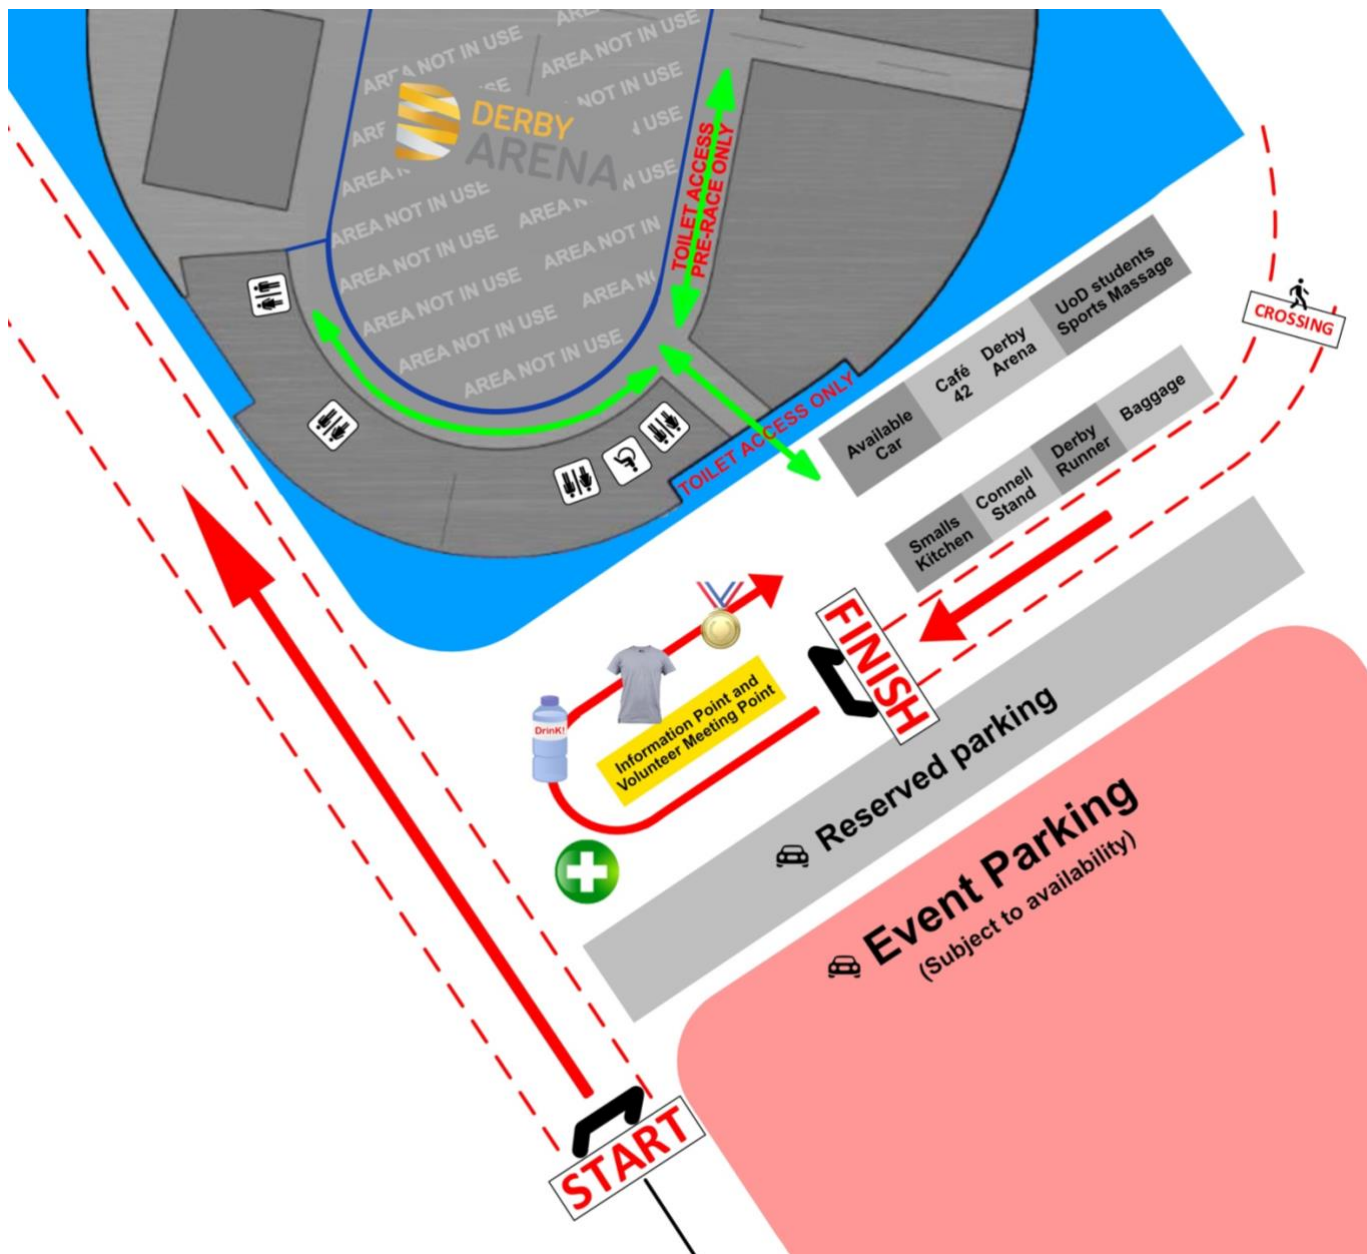 AREA NOT IN USE
AREA NOT IN USE
AREA NOT IN USE
AREA NOT IN USE
AREA NOT IN USE
AREA NOT IN USE
AREA NOT IN USE
AREA NOT IN USE
DERBY
ARENA
TOILET ACCESS
PRE-RACE ONLY
TOILET ACCESS ONLY
UoD students
Sports Massage
Derby
Arena
Café
42
Available
Car
CROSSING
Baggage
Derby
Runner
Connell
Stand
Smalls
Kitchen
FINISH
DrinK!
Information Point and
Volunteer Meeting Point
Reserved parking
Event Parking
(Subject to availability)
START